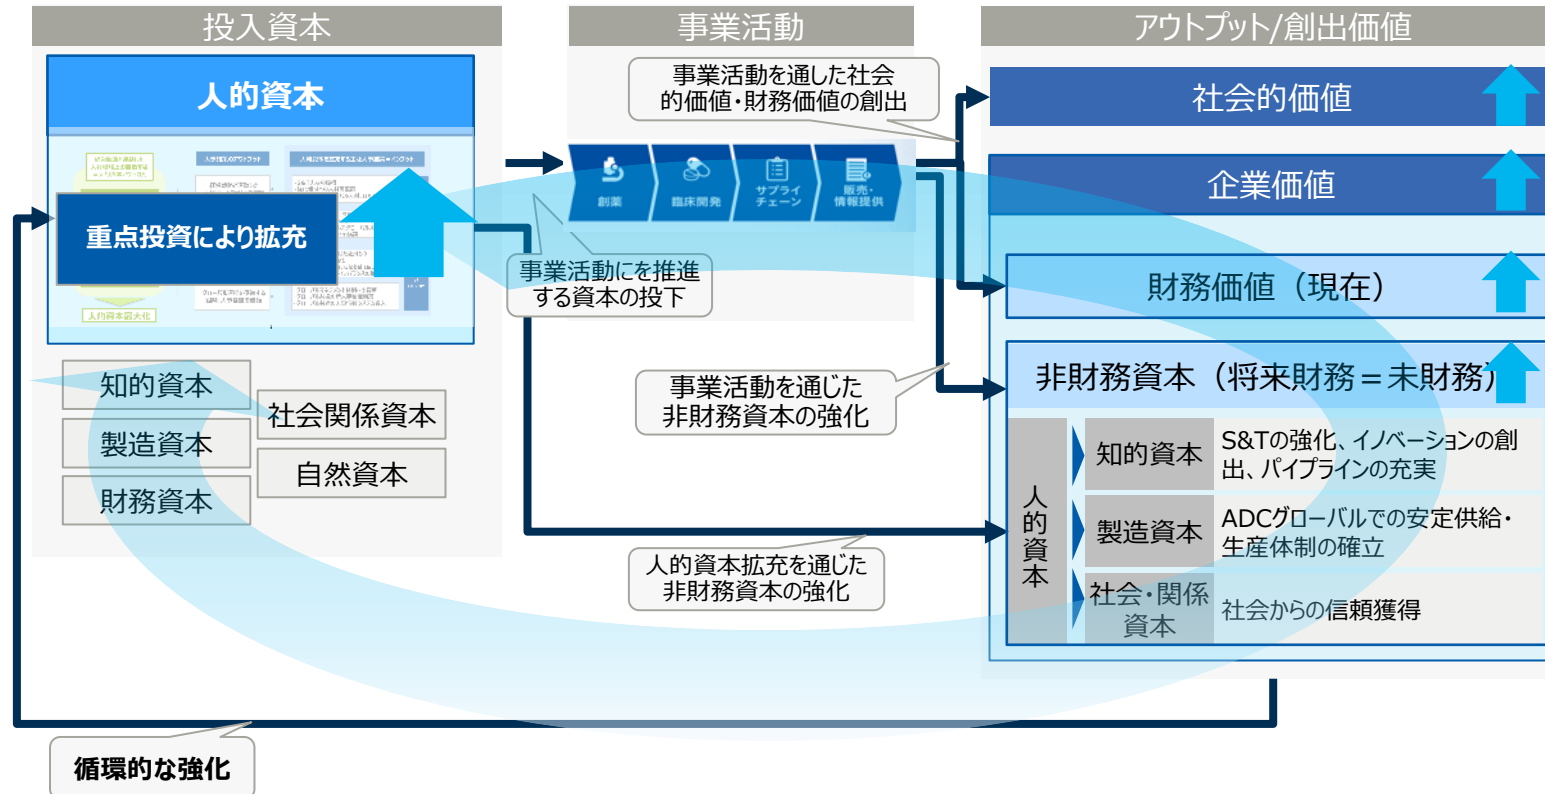 投入資本
事業活動
アウトプット/創出価値
人的資本
人的資本最大化
重点投資により拡充
知的資本
製造資本
財務資本
社会関係資本
自然資本
事業活動を通した社会
的価値・財務価値の創出
創薬
臨床開発
サプライ
チェーン
販売・
情報提供
事業活動にを推進
する資本の投下
事業活動を通じた
非財務資本の強化
人的資本拡充を通じた
非財務資本の強化
社会的価値
企業価値
財務価値（現在）
非財務資本（将来財務＝未財務）
人的資本
知的資本
S&Tの強化、イノベーションの創
出、パイプラインの充実
製造資本
ADCグローバルでの安定供給・
生産体制の確立
社会・関係
資本
社会からの信頼獲得
循環的な強化